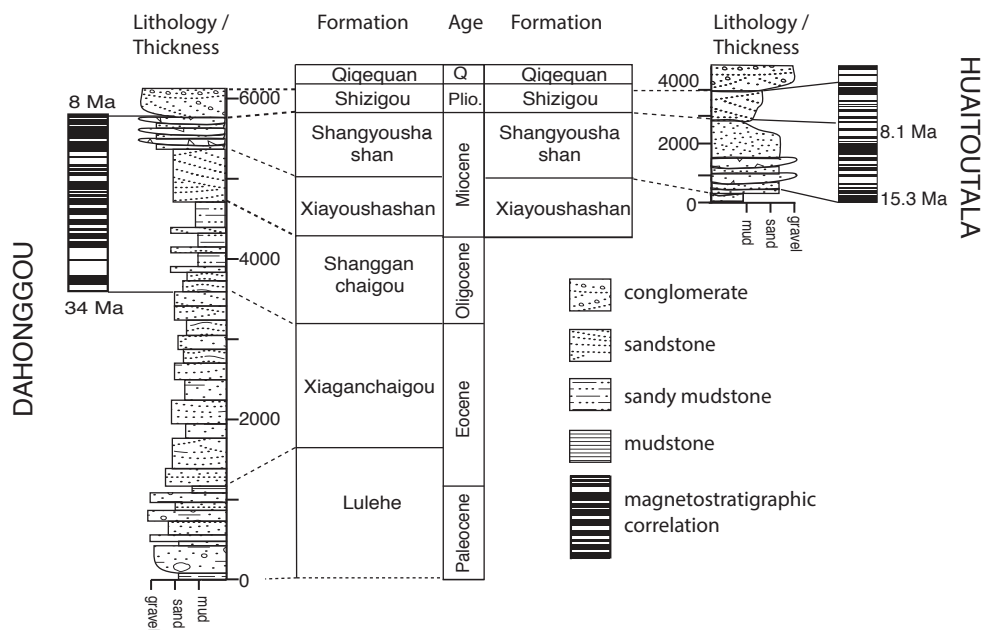 Lithology /
Thickness
Formation
Age
Formation
Lithology /
Thickness
DAHONGGOU
8 Ma
34 Ma
6000
4000
2000
0
gravel
sand
mud
Qiqequan
Shizigou
Shangyousha
shan
Xiayoushashan
Shanggan
chaigou
Xiaganchaigou
Lulehe
Q
Plio.
Miocene
Oligocene
Eocene
Paleocene
Qiqequan
Shizigou
Shangyousha
shan
Xiayoushashan
4000
2000
0
mud
sand
gravel
8.1 Ma
15.3 Ma
HUAITOUTALA
conglomerate
sandstone
sandy mudstone
mudstone
magnetostratigraphic
correlation